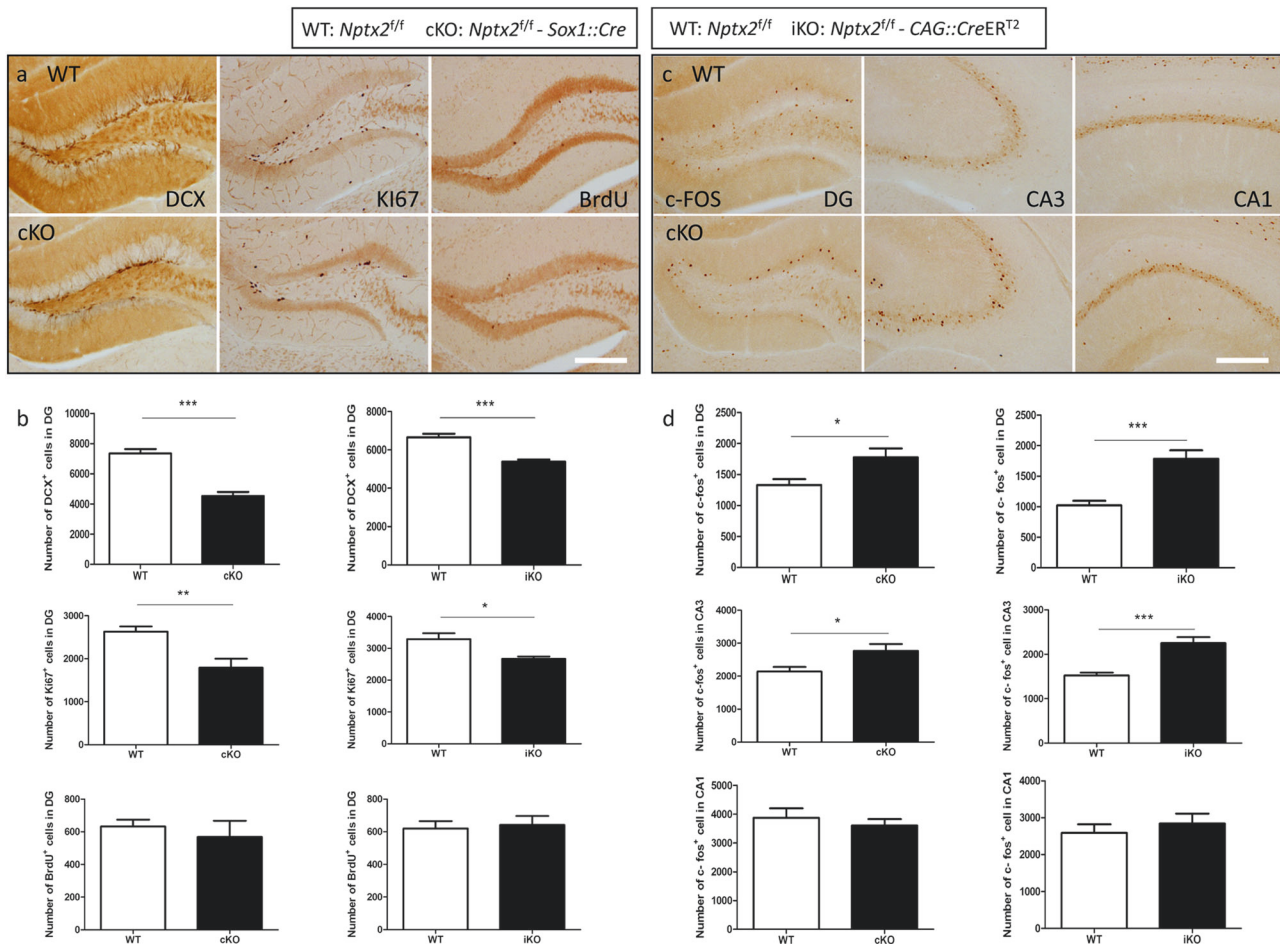 WT: Nptx2f/f cKO: Nptx2f/f - Sox1::Cre
WT: Nptx2f/f iKO: Nptx2f/f - CAG::CreERT2
a WT
DCX
KI67
BrdU
cKO
c WT
c-FOS
DG
CA3
CA1
cKO
b
Number of DCX+ cells in DG
10000
8000
6000
4000
2000
0
***
WT
cKO
Number of DCX+ cells in DG
8000
6000
4000
2000
0
***
WT
iKO
Number of Ki67+ cells in DG
3000
2000
1000
0
**
WT
cKO
Number of Ki67+ cells in DG
4000
3000
2000
1000
0
*
WT
iKO
Number of BrdU+ cells in DG
800
600
400
200
0
WT
cKO
Number of BrdU+ cells in DG
800
600
400
200
0
WT
iKO
d
Number of c-fos+ cells in DG
2500
2000
1500
1000
500
0
*
WT
cKO
Number of c- fos+ cell in DG
2500
2000
1500
1000
500
0
***
WT
iKO
Number of c-fos+ cells in CA3
4000
3000
2000
1000
0
*
WT
cKO
Number of c- fos+ cell in CA3
3000
2000
1000
0
***
WT
iKO
Number of c- fos+ cell in CA1
5000
4000
3000
2000
1000
0
WT
cKO
Number of c- fos+ cell in CA1
4000
3000
2000
1000
0
WT
iKO